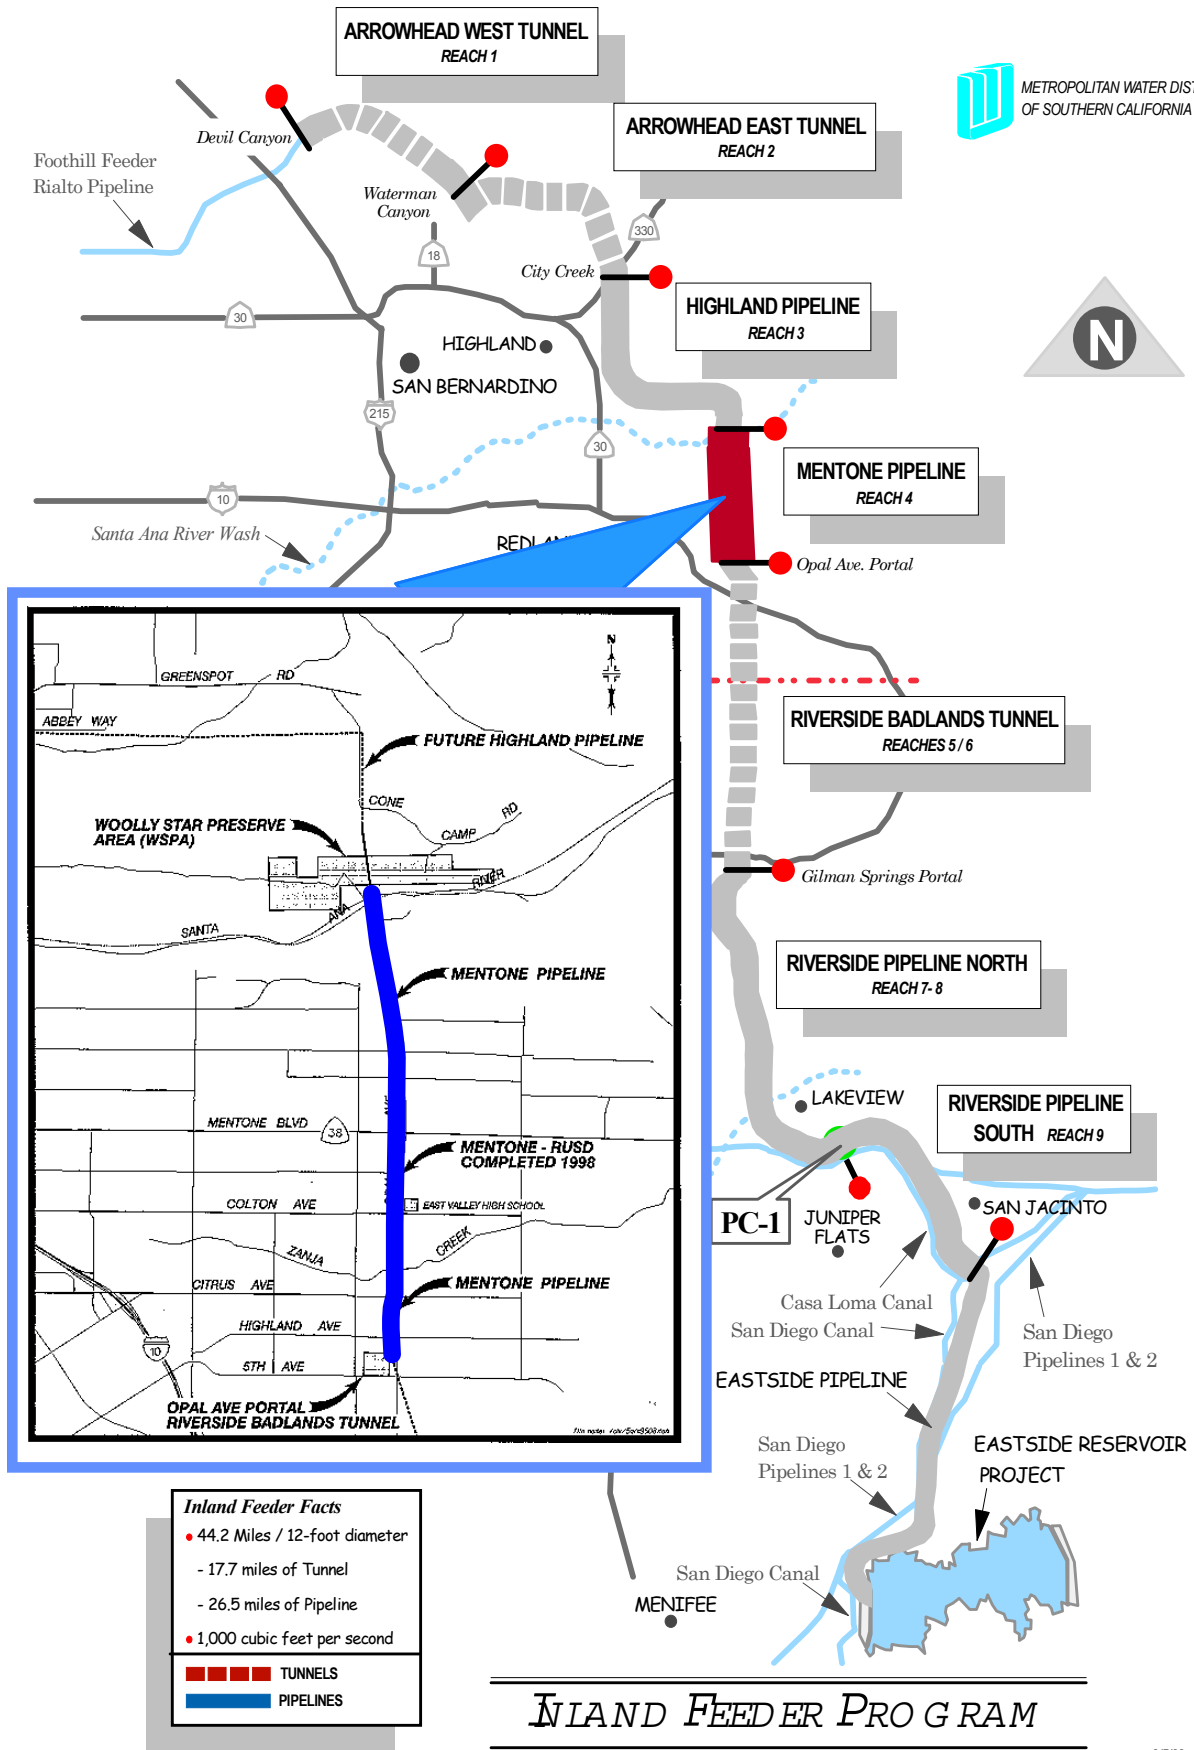 ARROWHEAD WEST TUNNEL
REACH 1
METROPOLITAN WATER DIST
OF SOUTHERN CALIFORNIA
ARROWHEAD EAST TUNNEL
REACH 2
Devil Canyon
Foothill Feeder
Rialto Pipeline
Waterman
Canyon
330
18
City Creek
HIGHLAND PIPELINE
REACH 3
30
N
HIGHLAND
SAN BERNARDINO
215
30
MENTONE PIPELINE
REACH 4
10
Santa Ana River Wash
Opal Ave. Portal
N
GREENSPOT RD
ABBEY WAY
FUTURE HIGHLAND PIPELINE
RIVERSIDE BADLANDS TUNNEL
REACHES 5 / 6
CONE
CAMP RD
WOOLLY STAR PRESERVE
AREA (WSPA)
Gilman Springs Portal
SANTA ANA RIVER
MENTONE PIPELINE
RIVERSIDE PIPELINE NORTH
REACH 7- 8
LAKEVIEW
RIVERSIDE PIPELINE
SOUTH REACH 9
MENTONE BLVD
38
MENTONE - RUSD
COMPLETED 1998
COLTON AVE
EAST VALLEY HIGH SCHOOL
PC-1
JUNIPER
FLATS
SAN JACINTO
ZANJA CREEK
CITRUS AVE
MENTONE PIPELINE
Casa Loma Canal
San Diego Canal
San Diego
Pipelines 1 & 2
HIGHLAND AVE
10
5TH AVE
EASTSIDE PIPELINE
OPAL AVE PORTAL
RIVERSIDE BADLANDS TUNNEL
San Diego
Pipelines 1 & 2
EASTSIDE RESERVOIR
PROJECT
San Diego Canal
MENIFEE
Inland Feeder Facts
44.2 Miles / 12-foot diameter
- 17.7 miles of Tunnel
- 26.5 miles of Pipeline
1,000 cubic feet per second
TUNNELS
PIPELINES
INLAND FEEDER PROGRAM